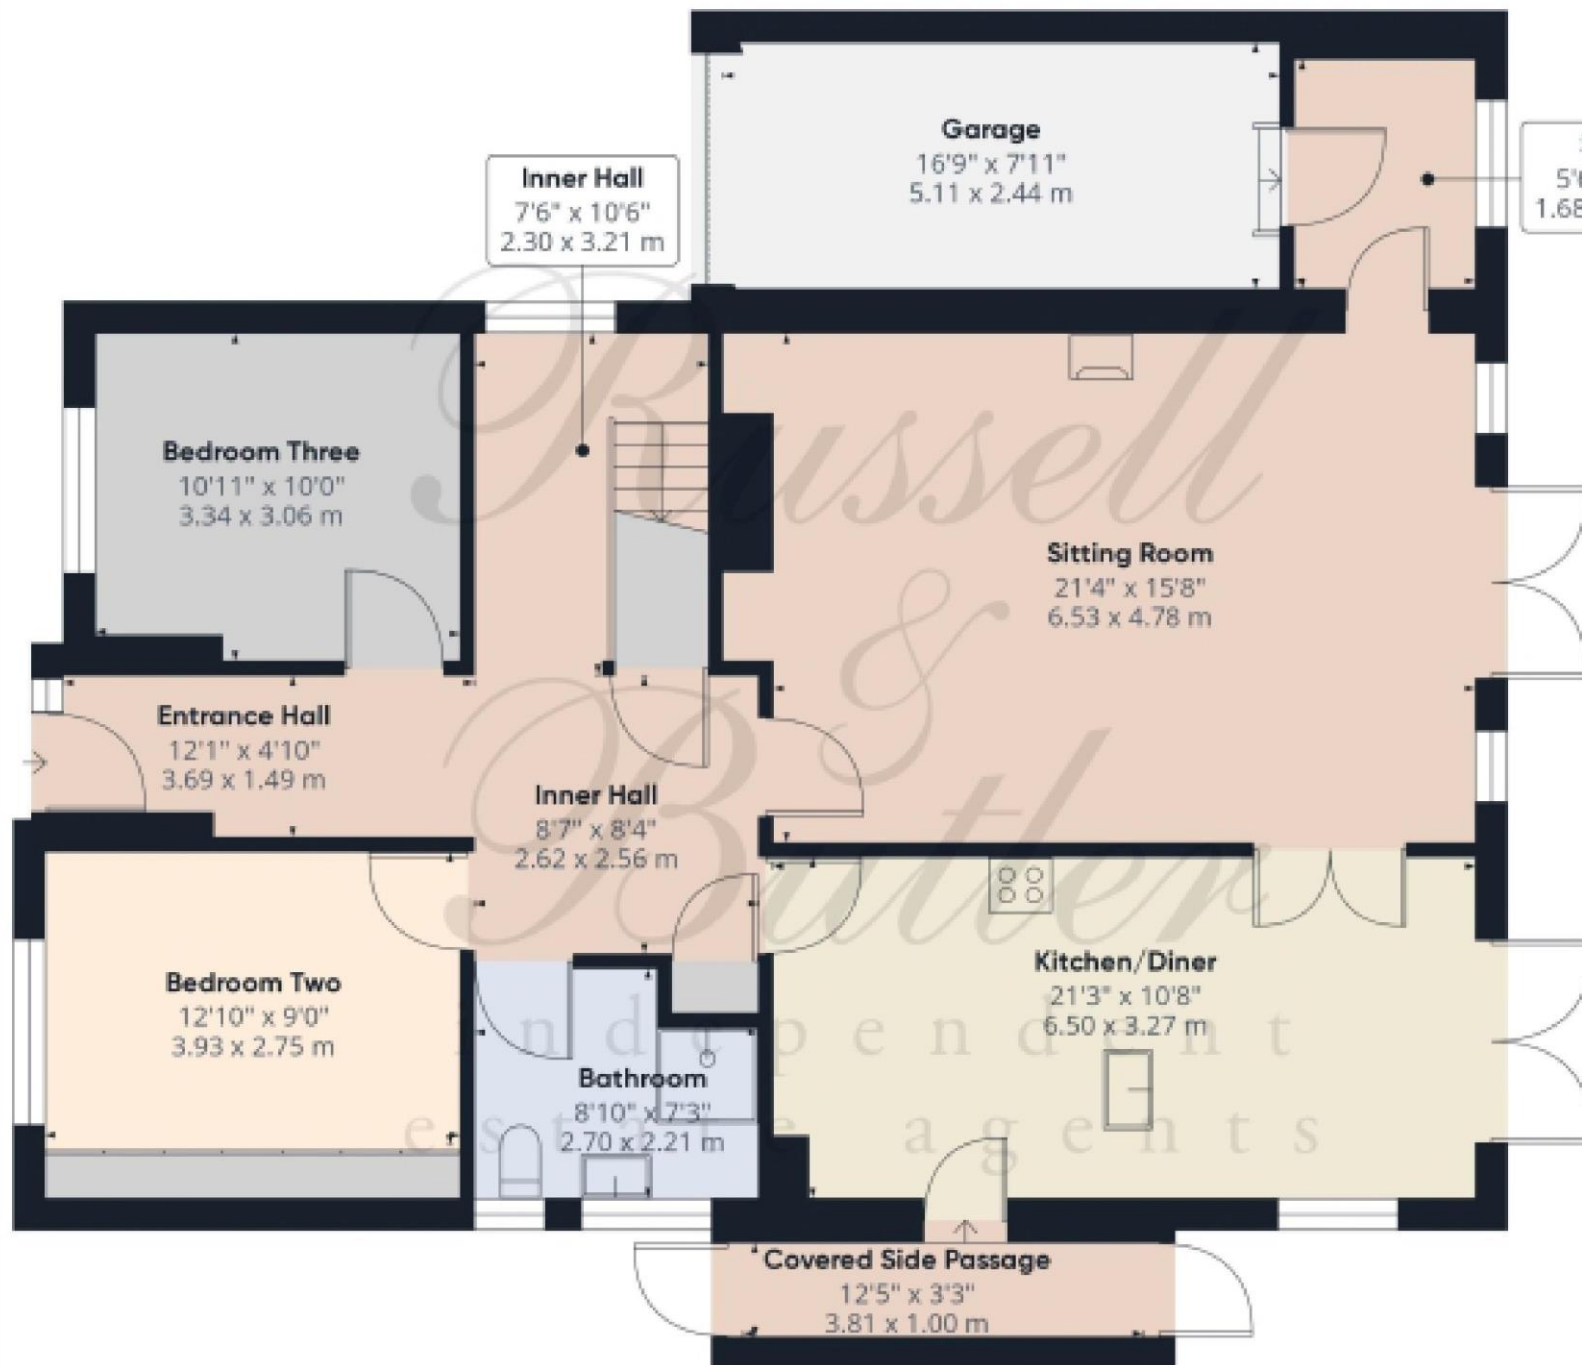 Garage
16'9" x 7'11"
5.11 x 2.44 m
Inner Hall
7'6" x 10'6"
2.30 x 3.21 m
1.68
Bedroom Three
10'11" x 10'0"
3.34 x 3.06 m
Sitting Room
21'4" x 15'8"
6.53 x 4.78 m
Entrance Hall
12'1" x 4'10"
3.69 x 1.49 m
Inner Hall
8'7" x 8'4"
2.62 x 2.56 m
Bedroom Two
12'10" x 9'0"
3.93 x 2.75 m
Kitchen/Diner
21'3" x 10'8"
6.50 x 3.27 m
Bathroom
8'10" x 7'3"
2.70 x 2.21 m
Covered Side Passage
12'5" x 3'3"
3.81 x 1.00 m
Russell
&
Butler
independent
estate agents